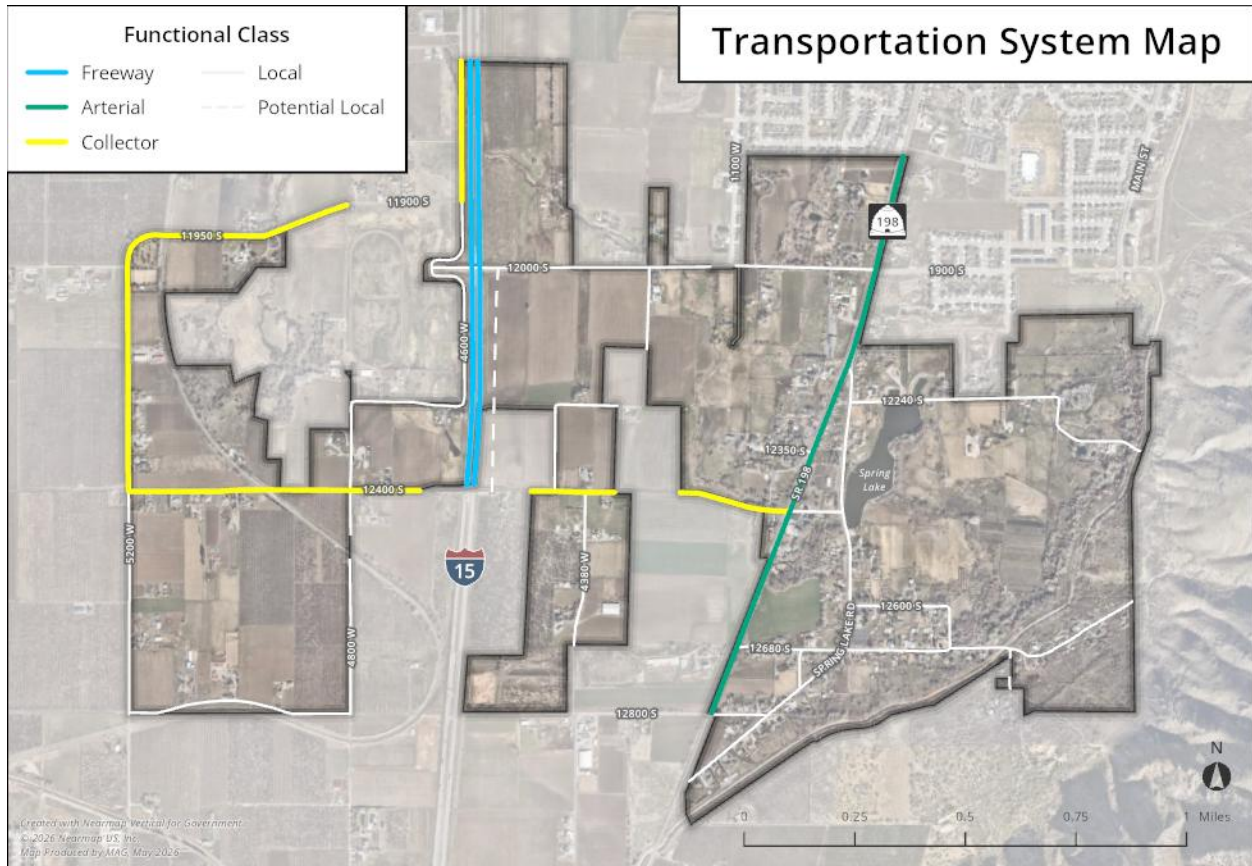 Transportation System Map
Functional Class
Freeway
Local
Arterial
Potential Local
Collector
11900 S
11950 S
1100 W
MAIN ST
198
12000 S
1900 S
4600 W
12240 S
12350 S
Spring
Lake
SR 198
12400 S
5200 W
15
4380 W
4800 W
12600 S
12680 S
SPRING LAKE RD
12800 S
N
0
0.25
0.5
0.75
1 Miles
Created with Nearmap Vertical for Government
© 2026 Nearmap US, Inc.
Map Produced by MAG, May 2026